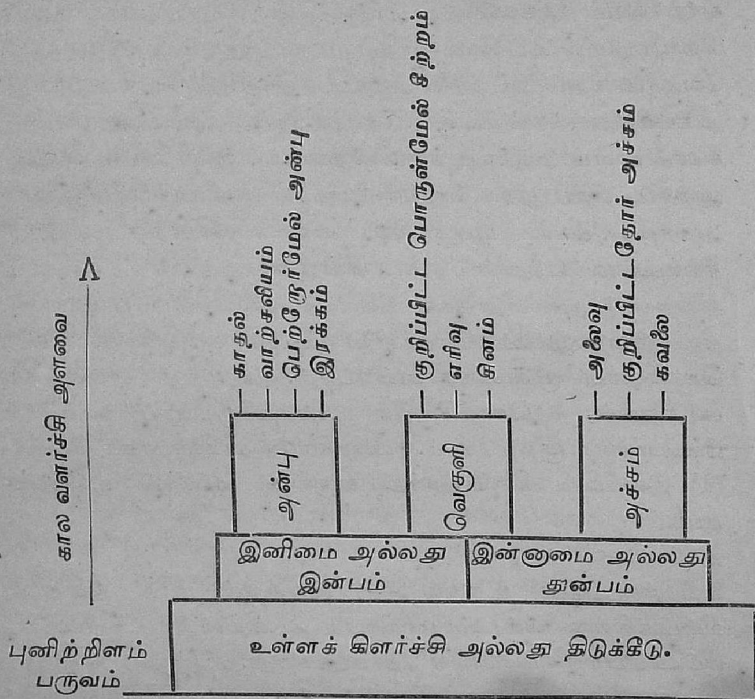 காதல்
வாற்சலியம்
பெற்றோர்மேல் அன்பு
இரக்கம்
குறிப்பிட்ட பொருள்மேல் சீற்றம்
எரிவு
சினம்
அலைவு
குறிப்பிட்டதோர் அச்சம்
கவலை
கால வளர்ச்சி அளவை
அன்பு
வெகுளி
அச்சம்
இனிமை அல்லது
இன்பம்
இன்னாமை அல்லது
துன்பம்
புனிற்றிளம்
பருவம்
உள்ளக் கிளர்ச்சி அல்லது திடுக்கீடு.